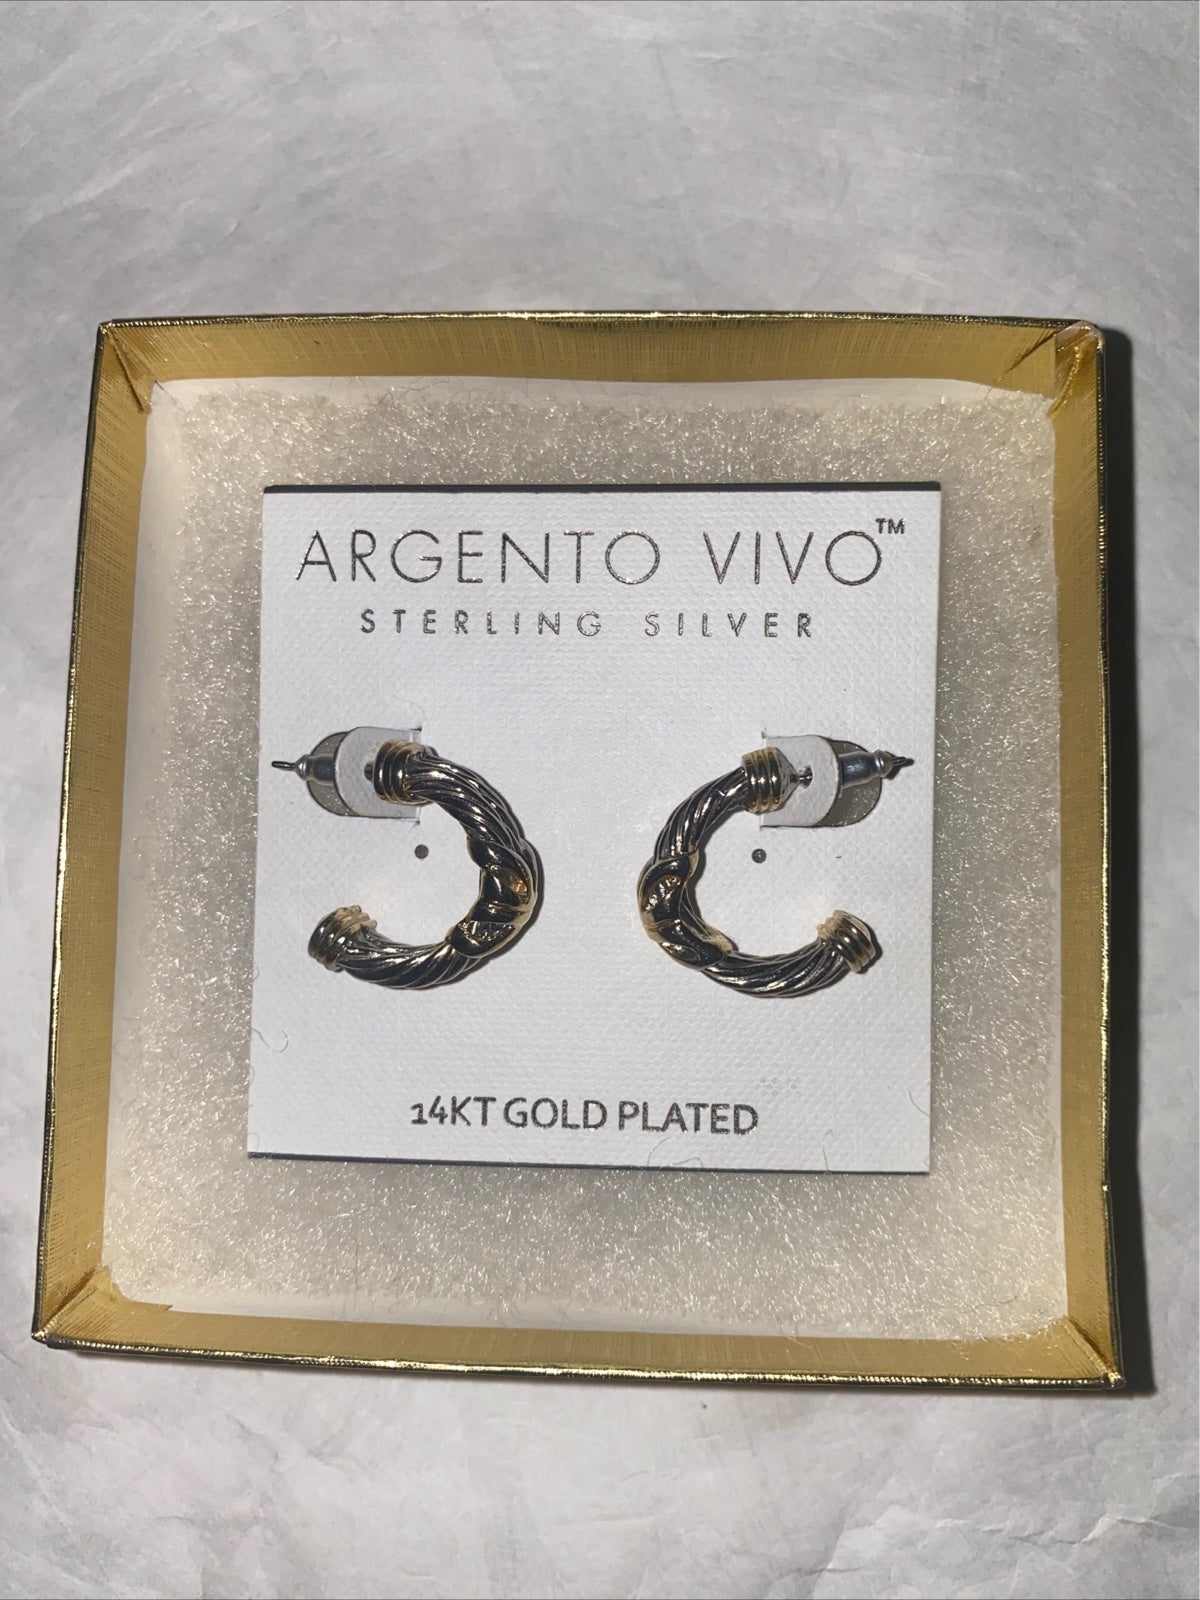 ARGENTO VIVO™
STERLING SILVER
14KT GOLD PLATED